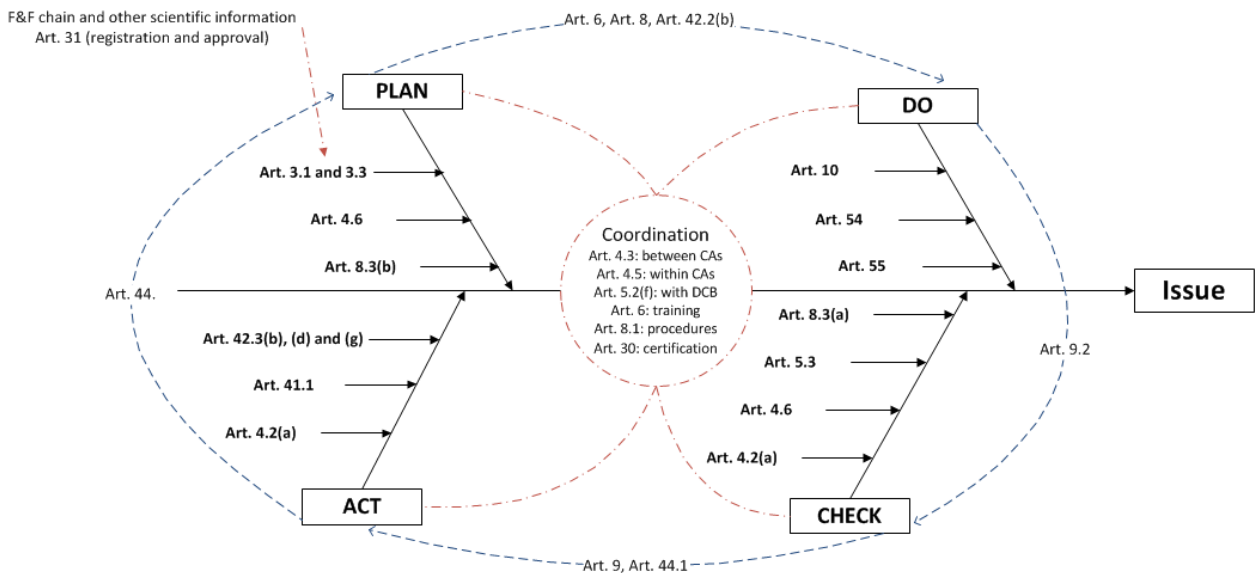 F&F chain and other scientific information
Art. 31 (registration and approval)
Art. 6, Art. 8, Art. 42.2(b)
PLAN
DO
Art. 3.1 and 3.3
Art. 4.6
Art. 8.3(b)
Art. 10
Art. 54
Art. 55
Coordination
Art. 4.3: between CAs
Art. 4.5: within CAs
Art. 5.2(f): with DCB
Art. 6: training
Art. 8.1: procedures
Art. 30: certification
Art. 44.
Issue
Art. 42.3(b), (d) and (g)
Art. 41.1
Art. 4.2(a)
Art. 8.3(a)
Art. 5.3
Art. 4.6
Art. 4.2(a)
Art. 9.2
ACT
CHECK
Art. 9, Art. 44.1